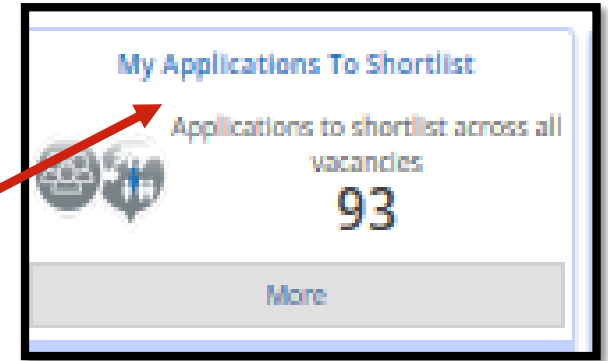 My Applications To Shortlist
Applications to shortlist across all
vacancies
93
More